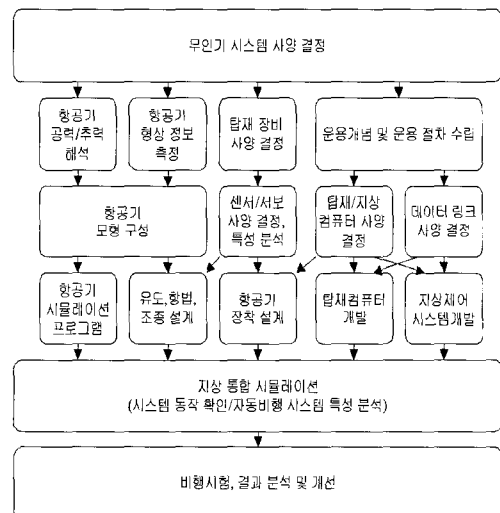 무인기 시스템 사양 결정
항공기
공력/추력
해석
항공기
형상 정보
측정
탑재 장비
사양 결정
운용개념 및 운용 절차 수립
항공기
모형 구성
센서/서보
사양 결정,
특성 분석
탑재/지상
컴퓨터 사양
결정
데이터 링크
사양 결정
항공기
시뮬레이션
프로그램
유도,항법,
조종 설계
항공기
장착 설계
탑재컴퓨터
개발
지상제어
시스템개발
지상 통합 시뮬레이션
(시스템 동작 확인/자동비행 시스템 특성 분석)
비행시험, 결과 분석 및 개선